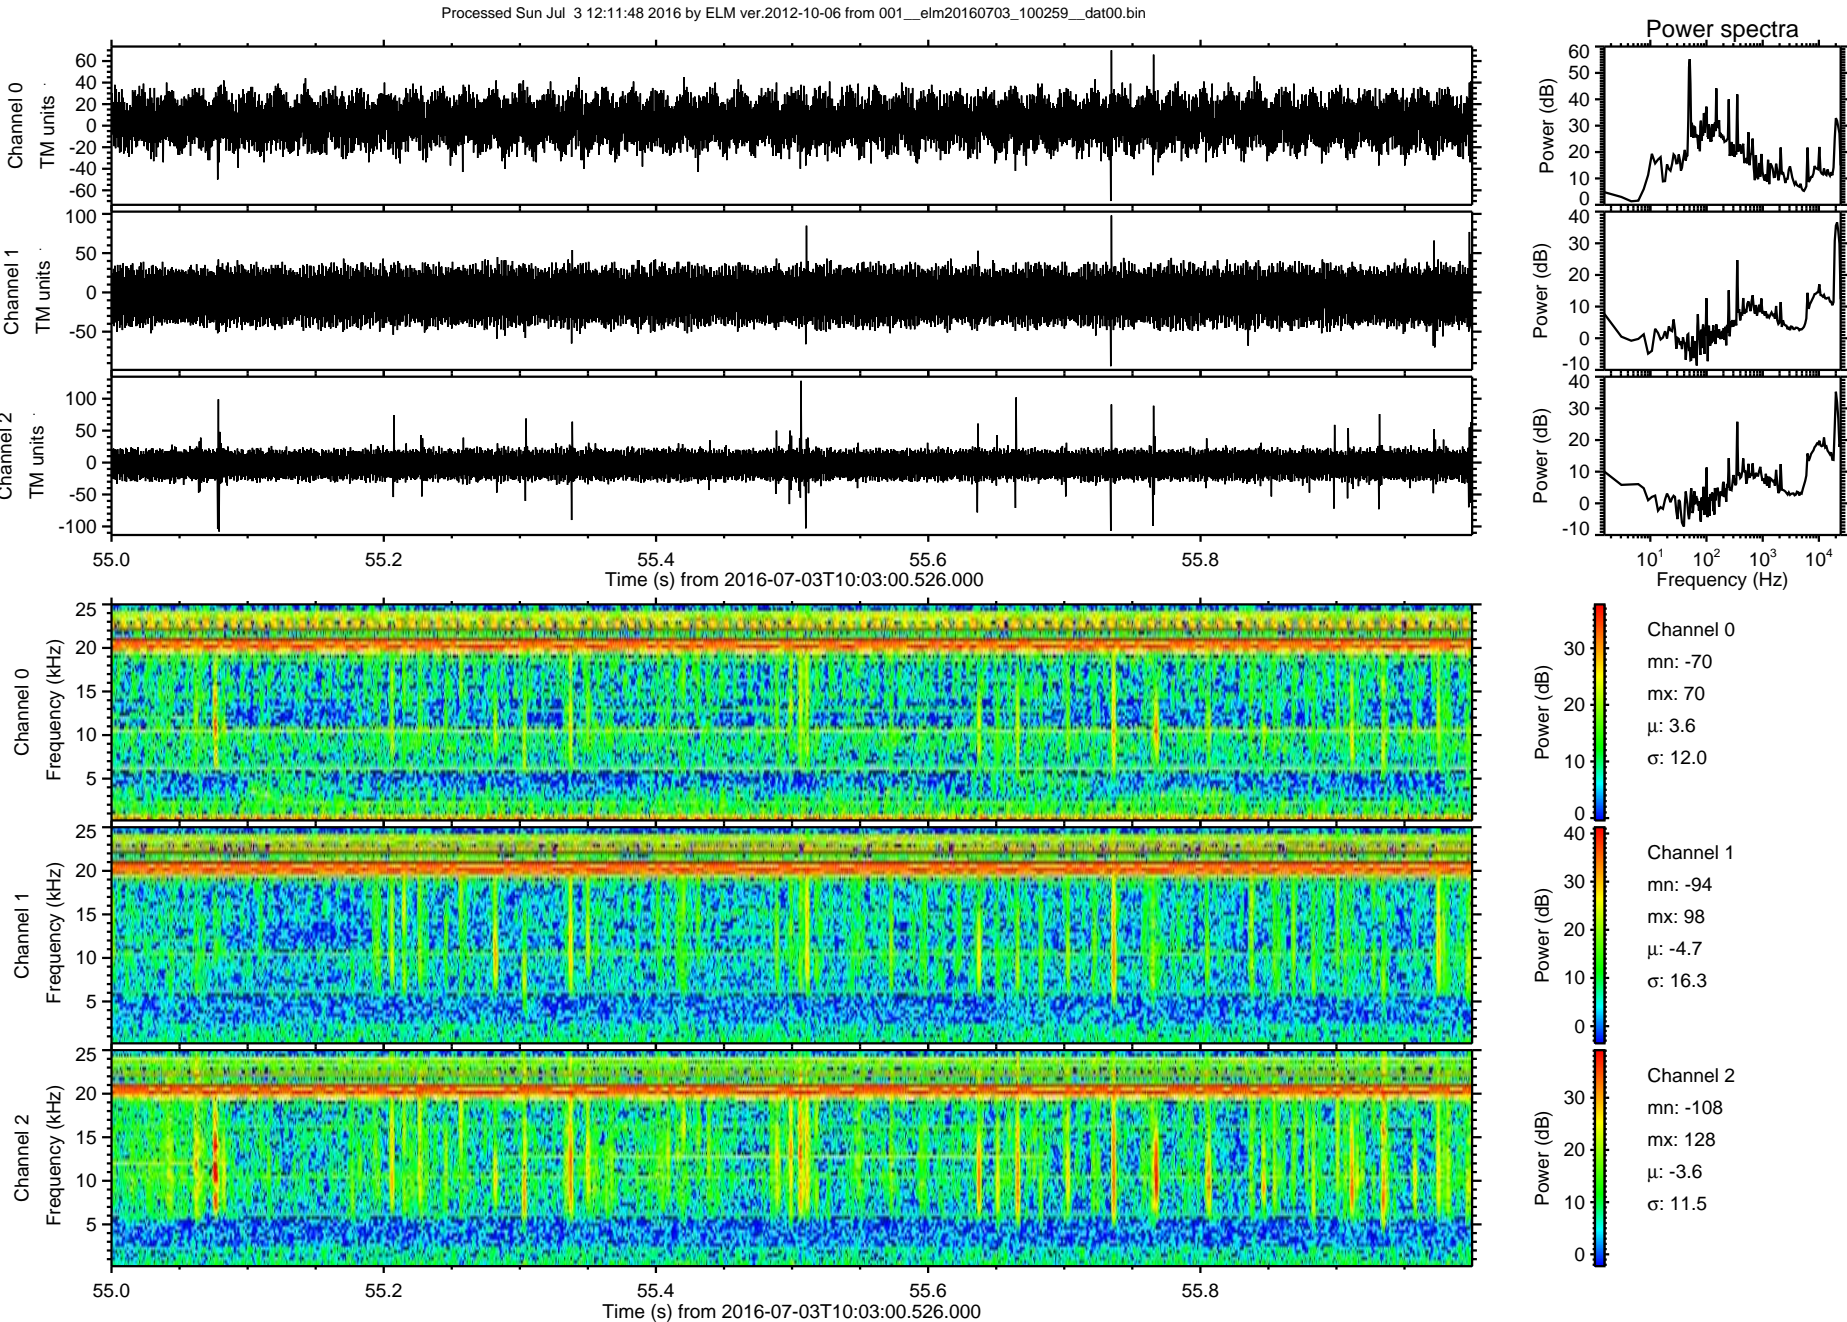 Processed Sun Jul 3 12:11:48 2016 by ELM ver.2012-10-06 from 001__elm20160703_100259__dat00.bin
Power spectra
Channel 0
TM units
60
40
20
0
-20
-40
-60
Power (dB)
60
50
40
30
20
10
0
Channel 1
TM units
100
50
0
-50
Power (dB)
40
30
20
10
0
-10
Channel 2
TM units
100
50
0
-50
-100
Power (dB)
40
30
20
10
0
-10
55.0 55.2 55.4 55.6 55.8
Time (s) from 2016-07-03T10:03:00.526.000
10¹ 10² 10³ 10⁴
Frequency (Hz)
Channel 0
Frequency (kHz)
25
20
15
10
5
Power (dB)
30
20
10
0
Channel 0
mn: -70
mx: 70
μ: 3.6
σ: 12.0
Channel 1
Frequency (kHz)
25
20
15
10
5
Power (dB)
40
30
20
10
0
Channel 1
mn: -94
mx: 98
μ: -4.7
σ: 16.3
Channel 2
Frequency (kHz)
25
20
15
10
5
Power (dB)
30
20
10
0
Channel 2
mn: -108
mx: 128
μ: -3.6
σ: 11.5
55.0 55.2 55.4 55.6 55.8
Time (s) from 2016-07-03T10:03:00.526.000